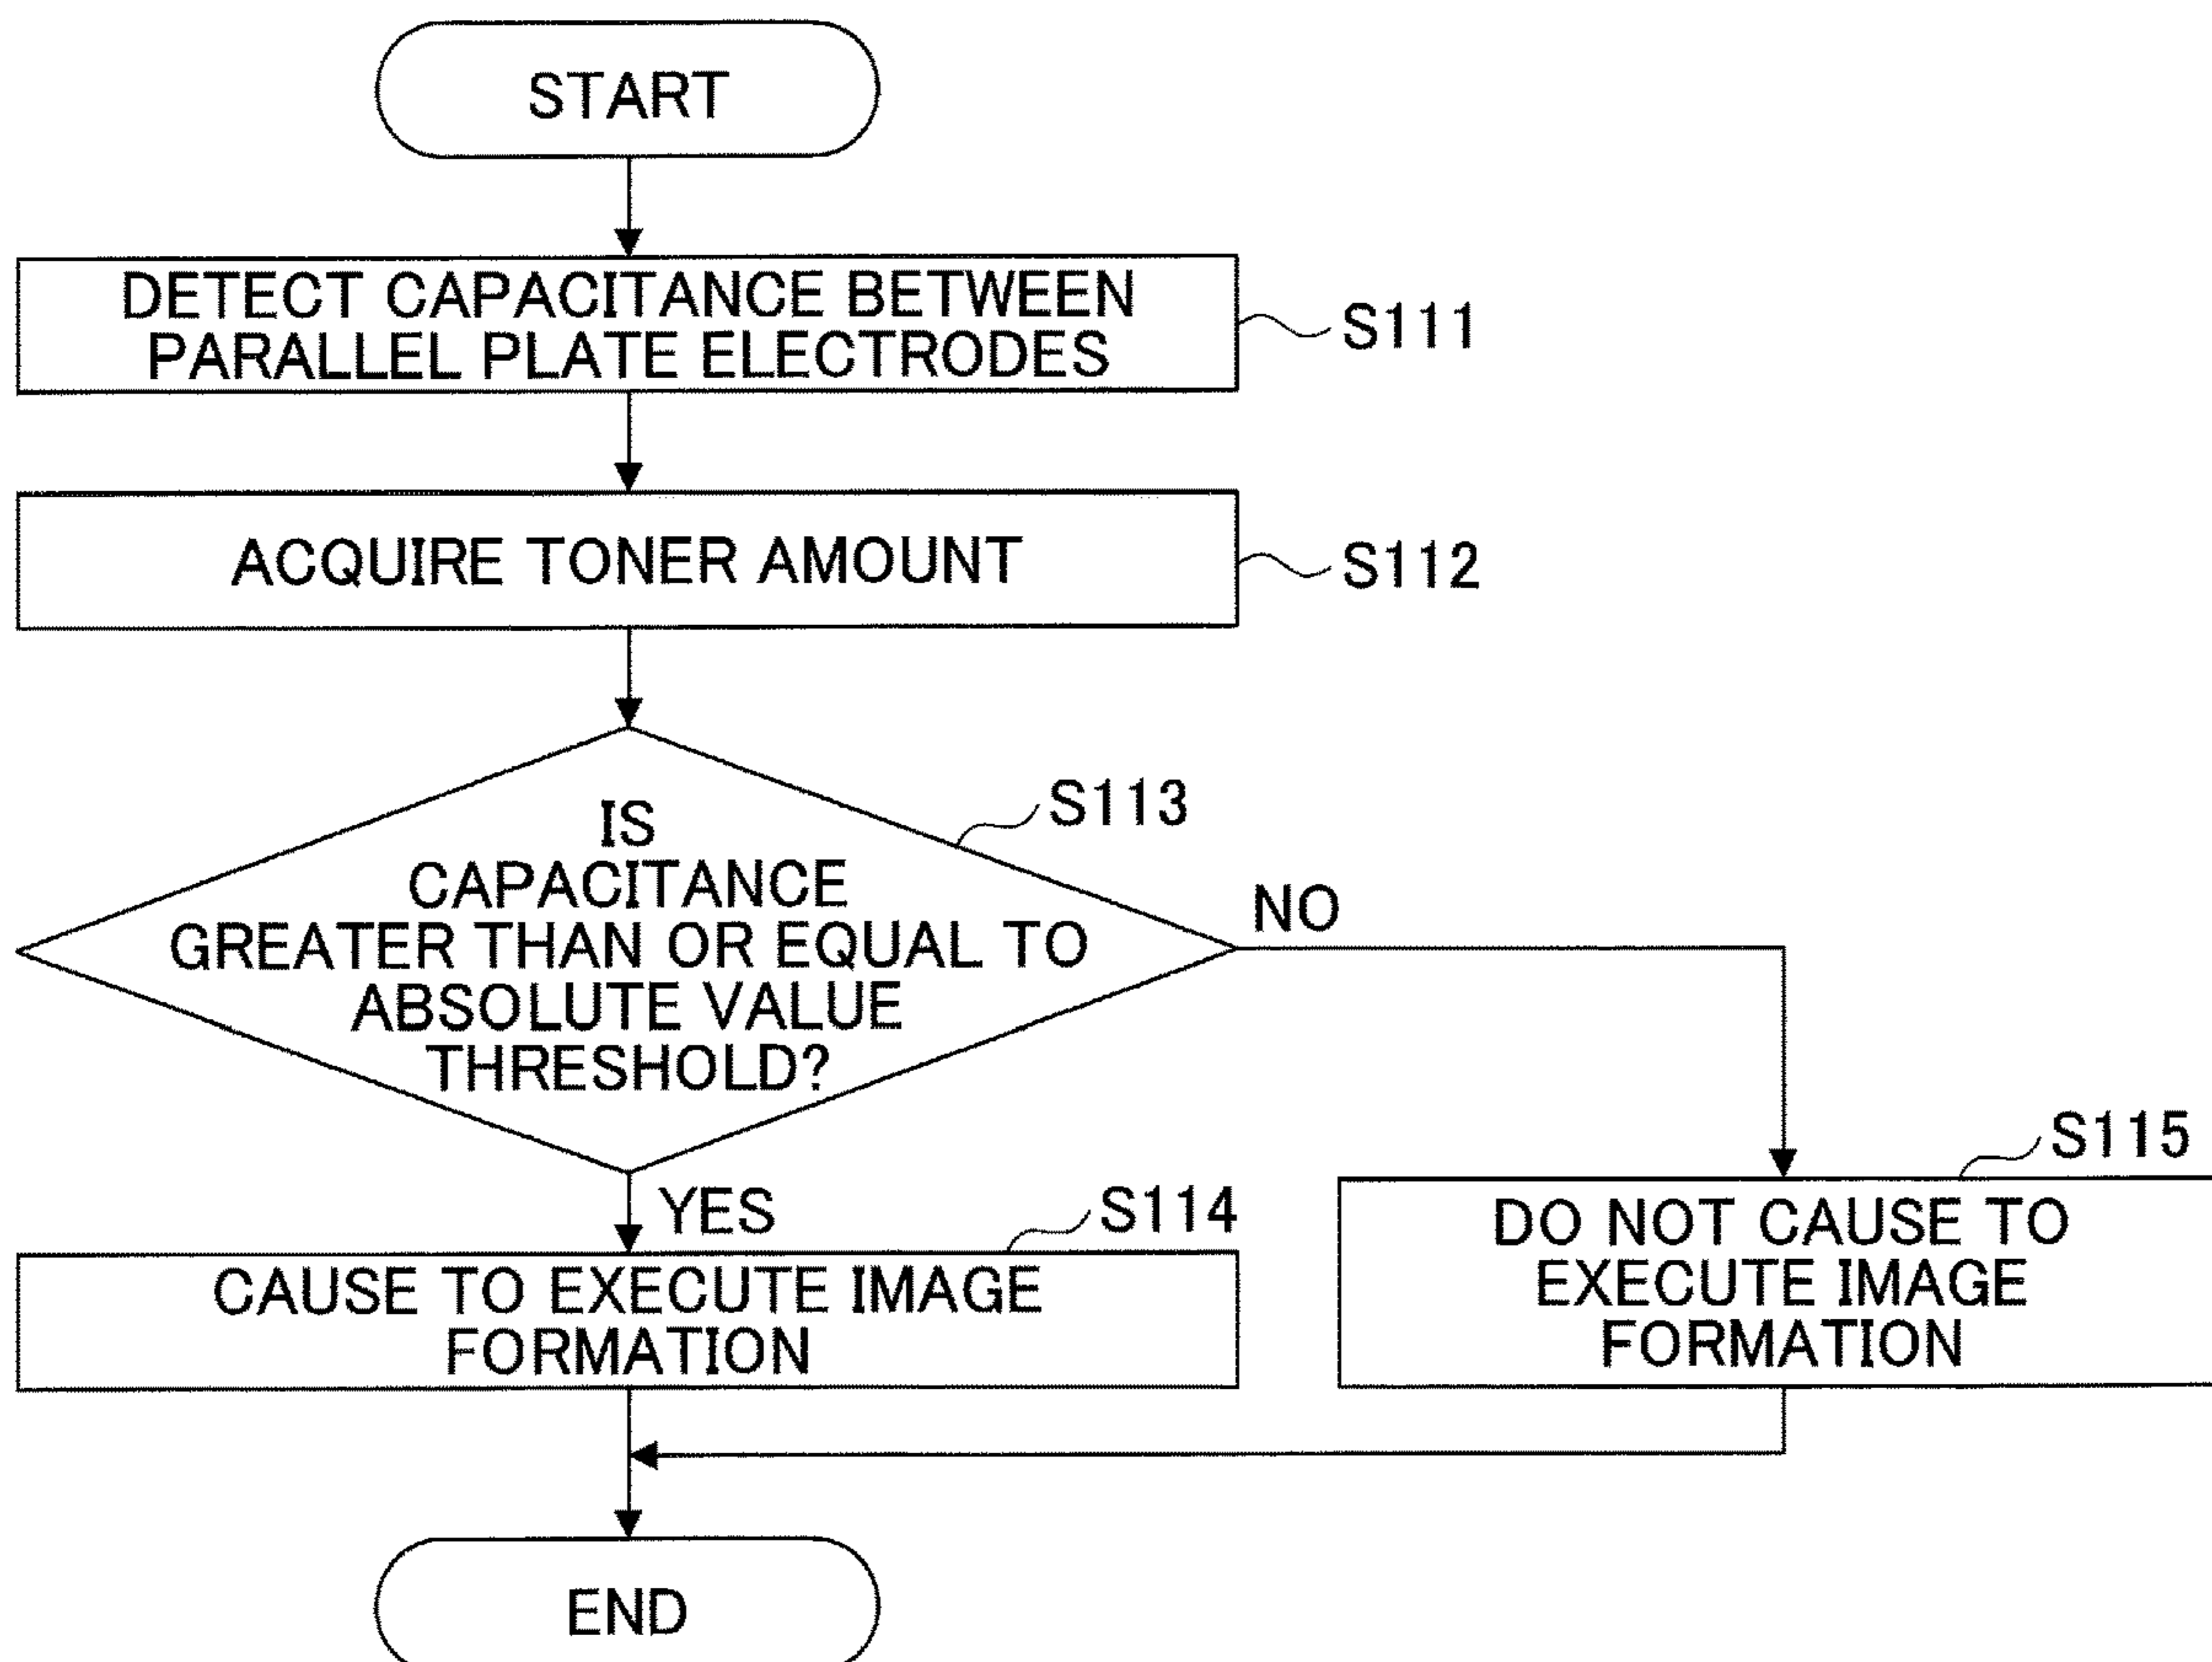 START
DETECT CAPACITANCE BETWEEN
PARALLEL PLATE ELECTRODES
S111
ACQUIRE TONER AMOUNT
S112
IS
CAPACITANCE
GREATER THAN OR EQUAL TO
ABSOLUTE VALUE
THRESHOLD?
S113
NO
YES
S114
CAUSE TO EXECUTE IMAGE
FORMATION
S115
DO NOT CAUSE TO
EXECUTE IMAGE
FORMATION
END